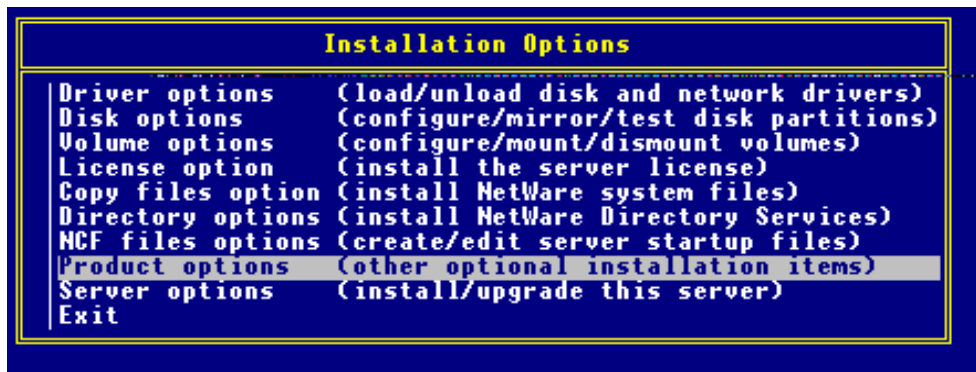 Installation Options
Driver options (load/unload disk and network drivers)
Disk options (configure/mirror/test disk partitions)
Volume options (configure/mount/dismount volumes)
License option (install the server license)
Copy files option (install NetWare system files)
Directory options (install NetWare Directory Services)
NCF files options (create/edit server startup files)
Product options (other optional installation items)
Server options (install/upgrade this server)
Exit